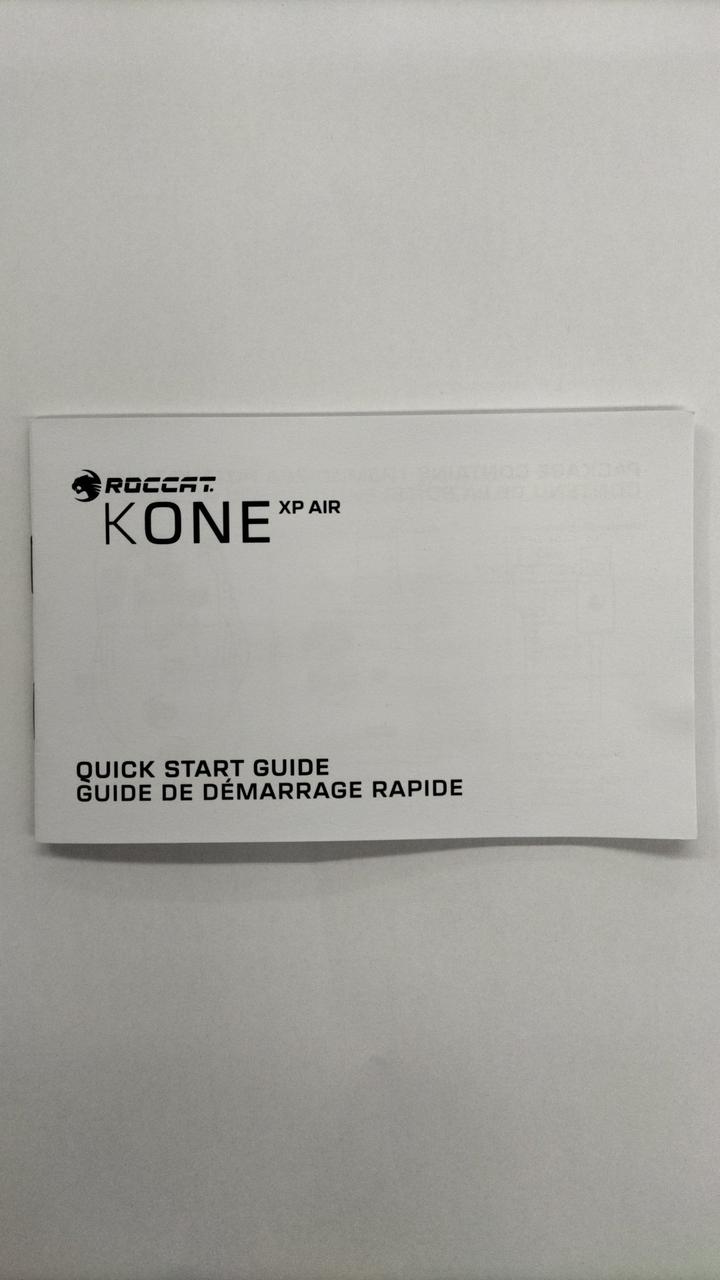 ROCCAT.
KONE XP AIR
QUICK START GUIDE
GUIDE DE DÉMARRAGE RAPIDE